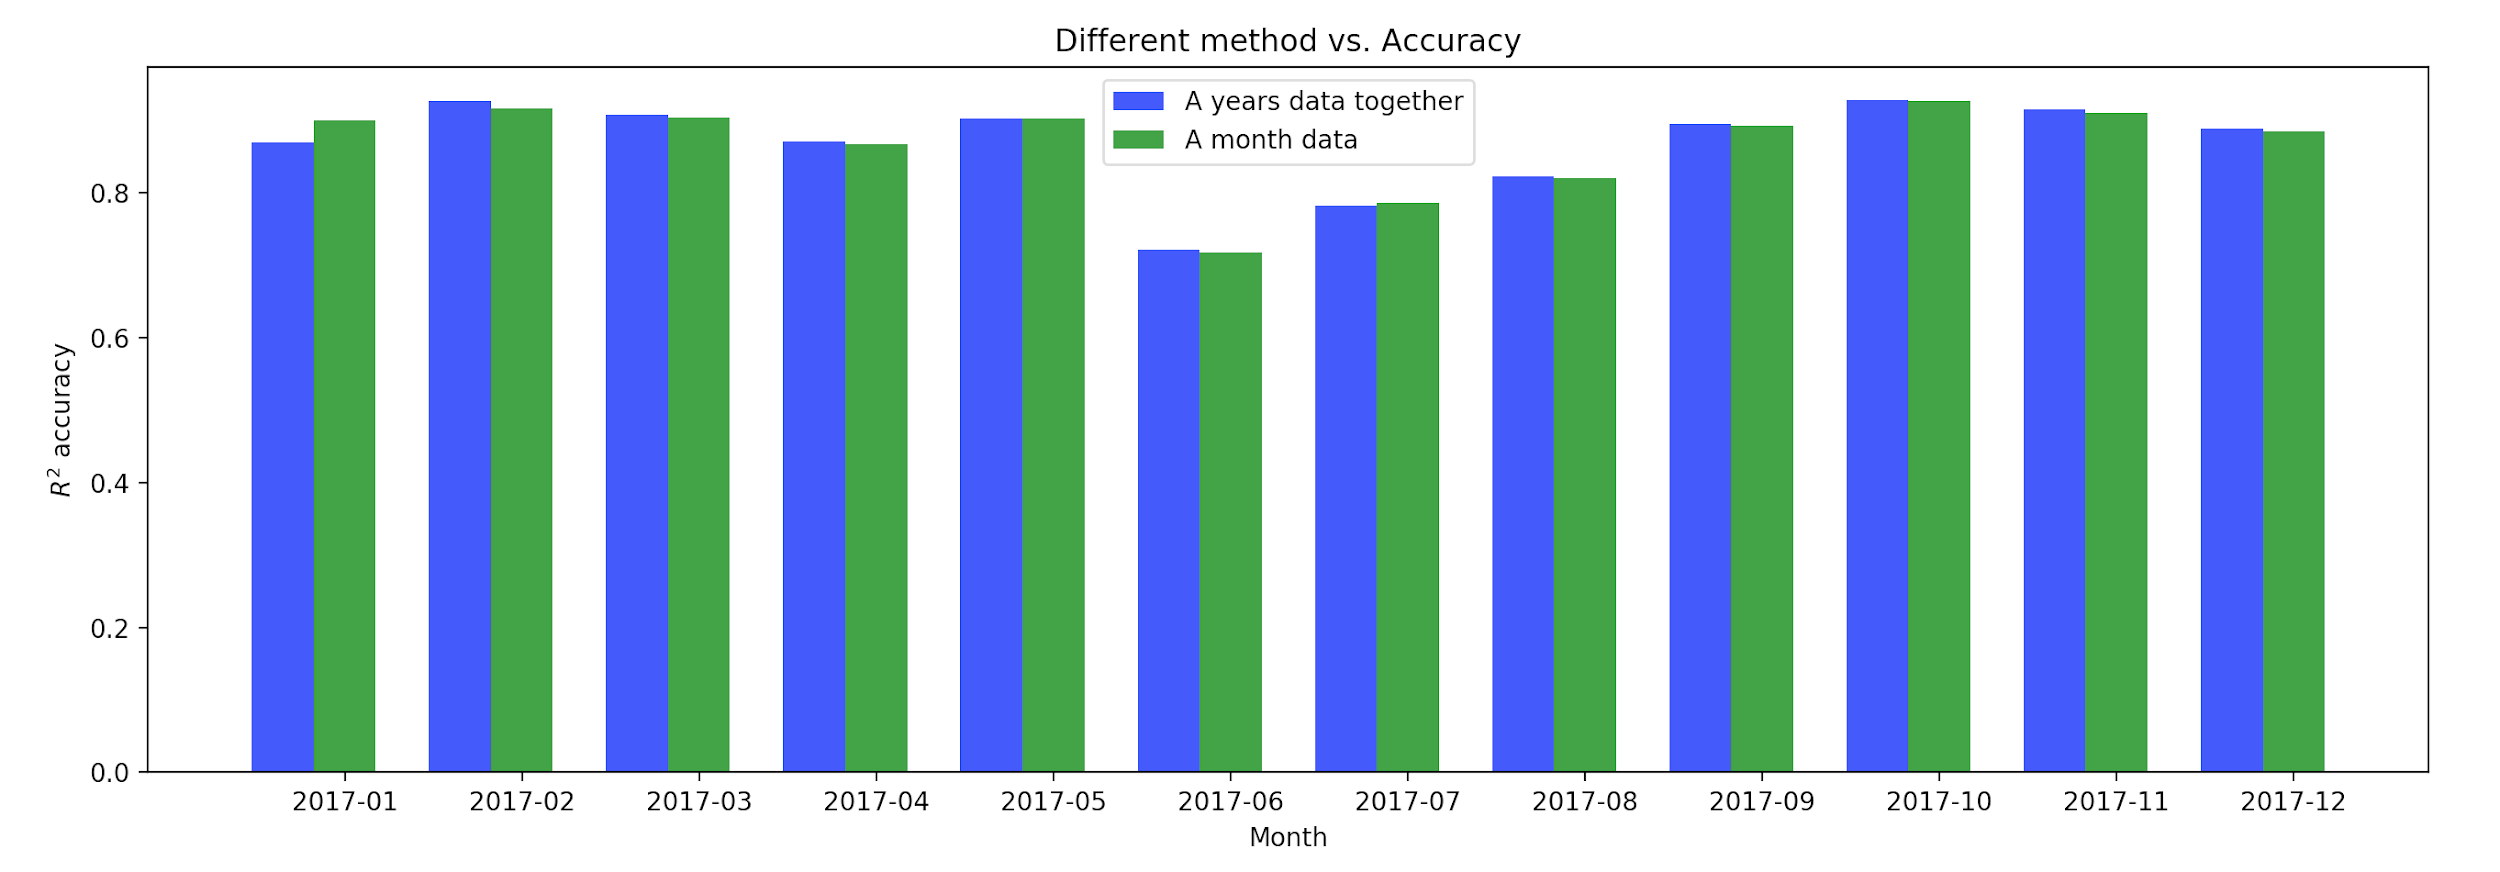 Different method vs. Accuracy
A years data together
A month data
0.8
0.6
0.4
0.2
0.0
R² accuracy
2017-01 2017-02 2017-03 2017-04 2017-05 2017-06 2017-07 2017-08 2017-09 2017-10 2017-11 2017-12
Month